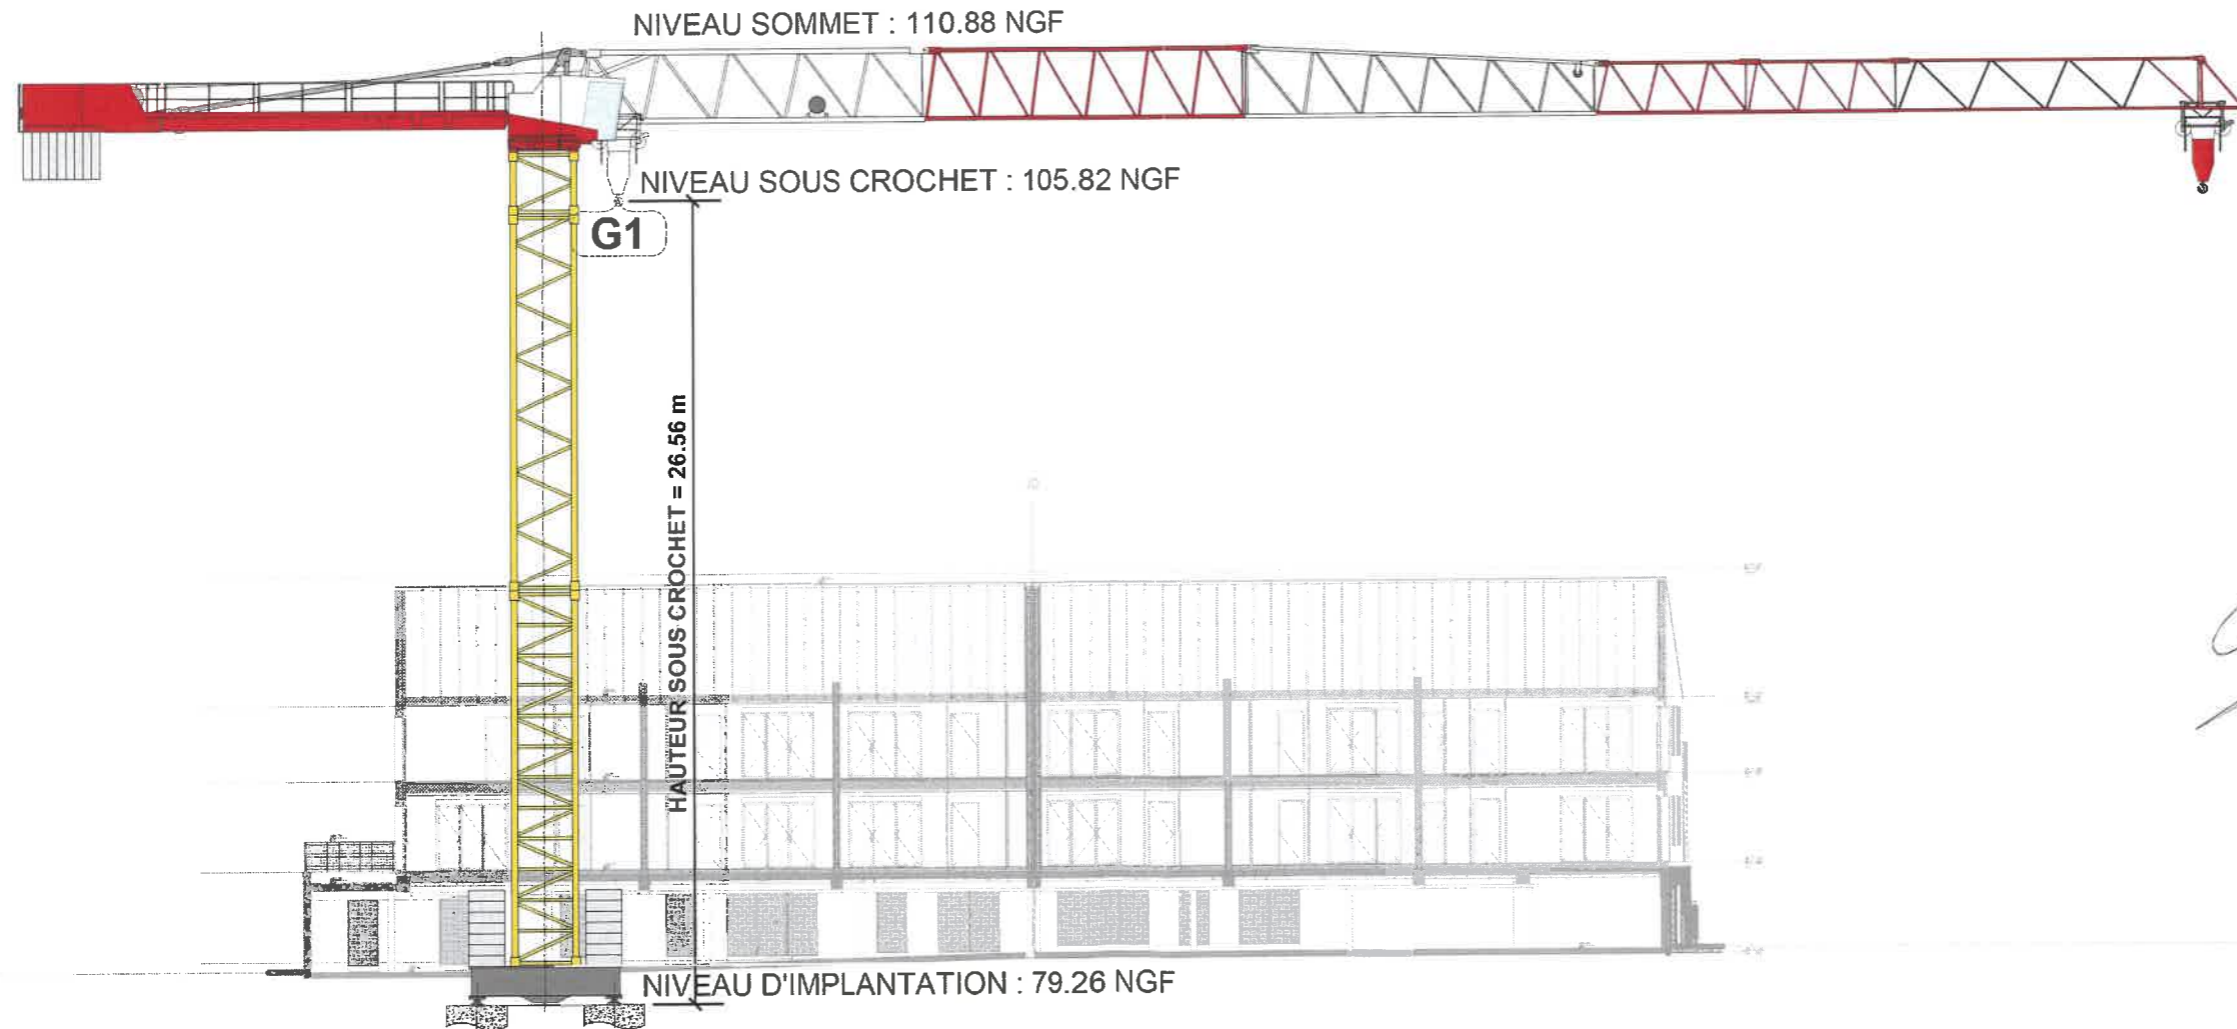 NIVEAU SOMMET : 110.88 NGF
NIVEAU SOUS CROCHET : 105.82 NGF
G1
HAUTEUR SOUS CROCHET = 26.56 m
NIVEAU D'IMPLANTATION : 79.26 NGF